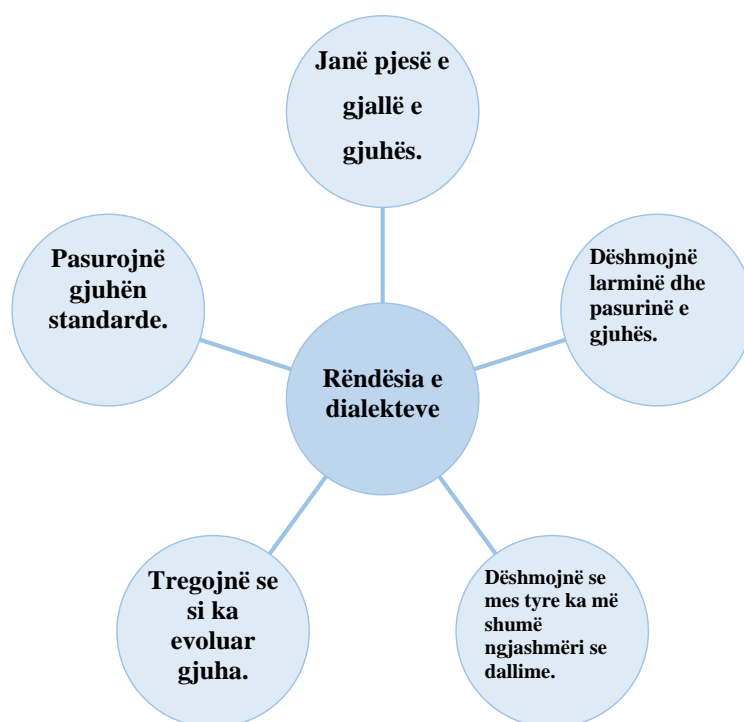 Janë pjesë e
gjallë e
gjuhës.
Pasurojnë
gjuhën
standarde.
Dëshmojnë
larminë dhe
pasurinë e
gjuhës.
Rëndësia e
dialekteve
Tregojnë se
si ka
evoluar
gjuha.
Dëshmojnë se
mes tyre ka më
shumë
ngjashmëri se
dallime.